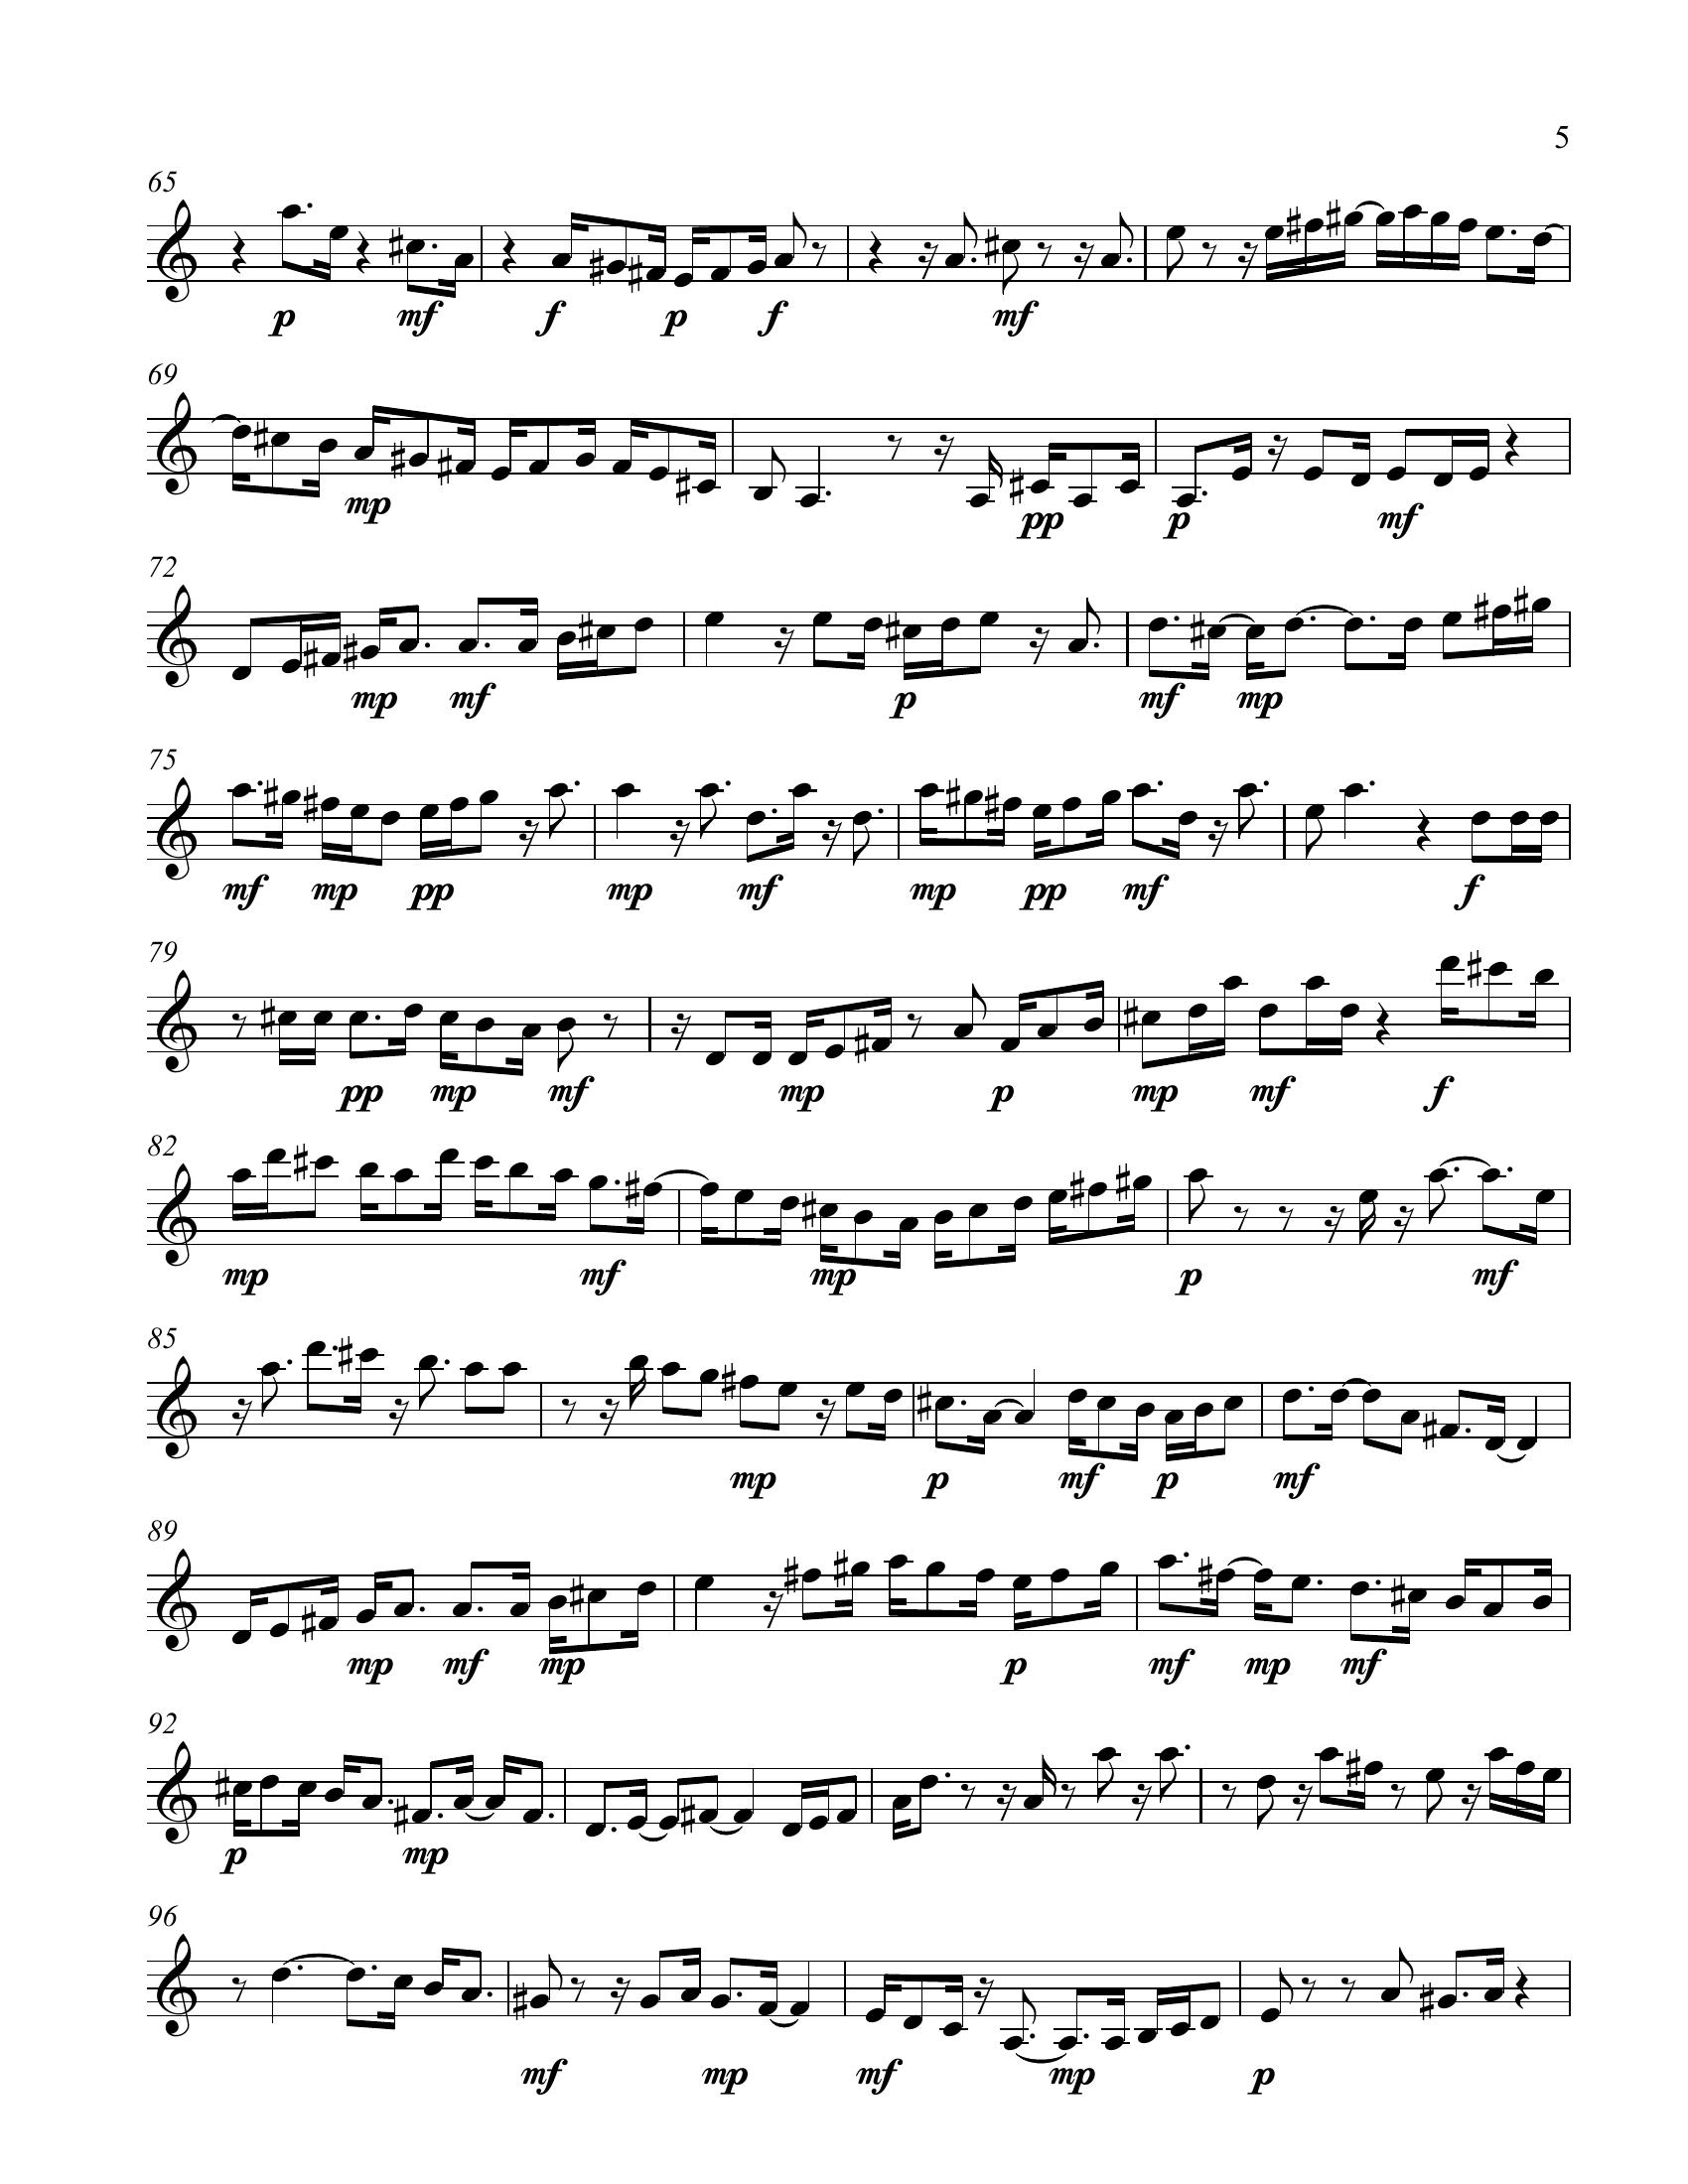 5
65
p mf f p f mf
69
mp pp p mf
72
mp mf p mf mp
75
mf mp pp mp mf mp pp mf f
79
pp mp mf mp p mp mf f
82
mp mf mp p mf
85
mp p mf p mf
89
mp mf mp p mf mp mf
92
p mp
96
mf mp mf mp p